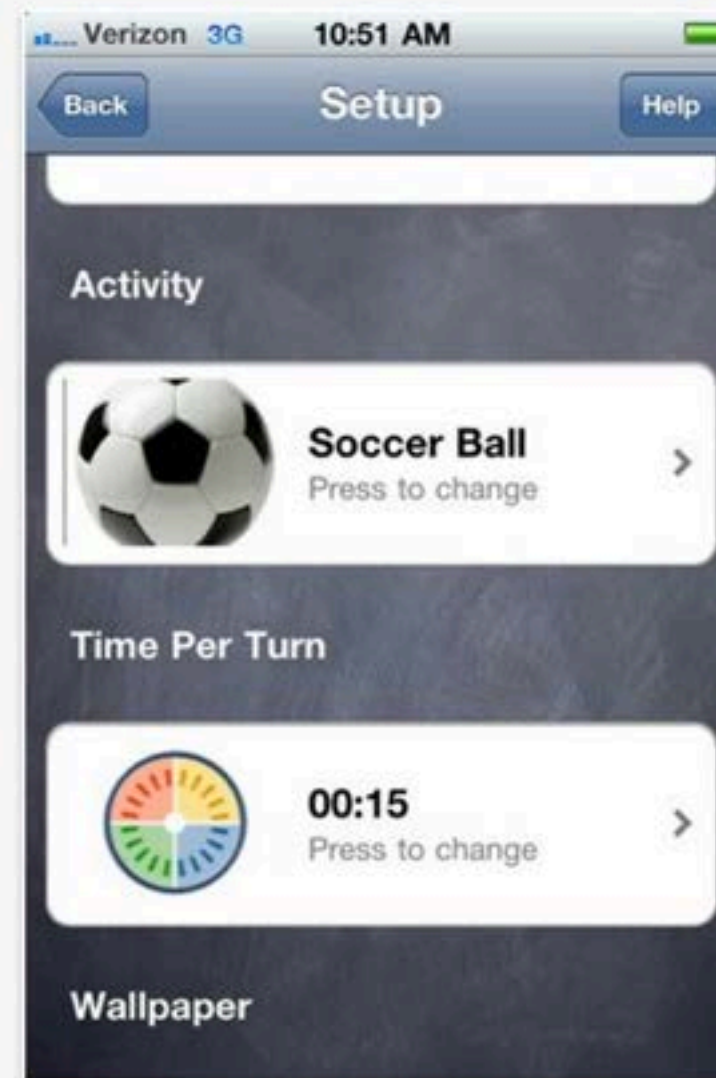 Verizon 3G 10:51 AM
Back Setup Help
Activity
Soccer Ball
Press to change
Time Per Turn
00:15
Press to change
Wallpaper